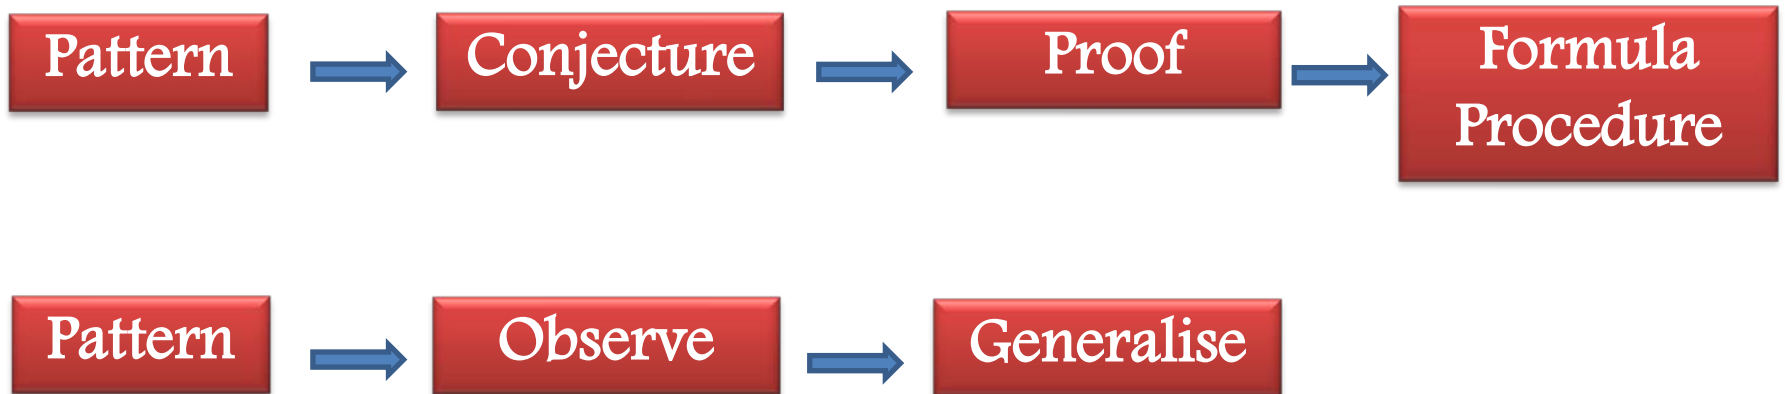 Pattern
Conjecture
Proof
Formula
Procedure
Pattern
Observe
Generalise